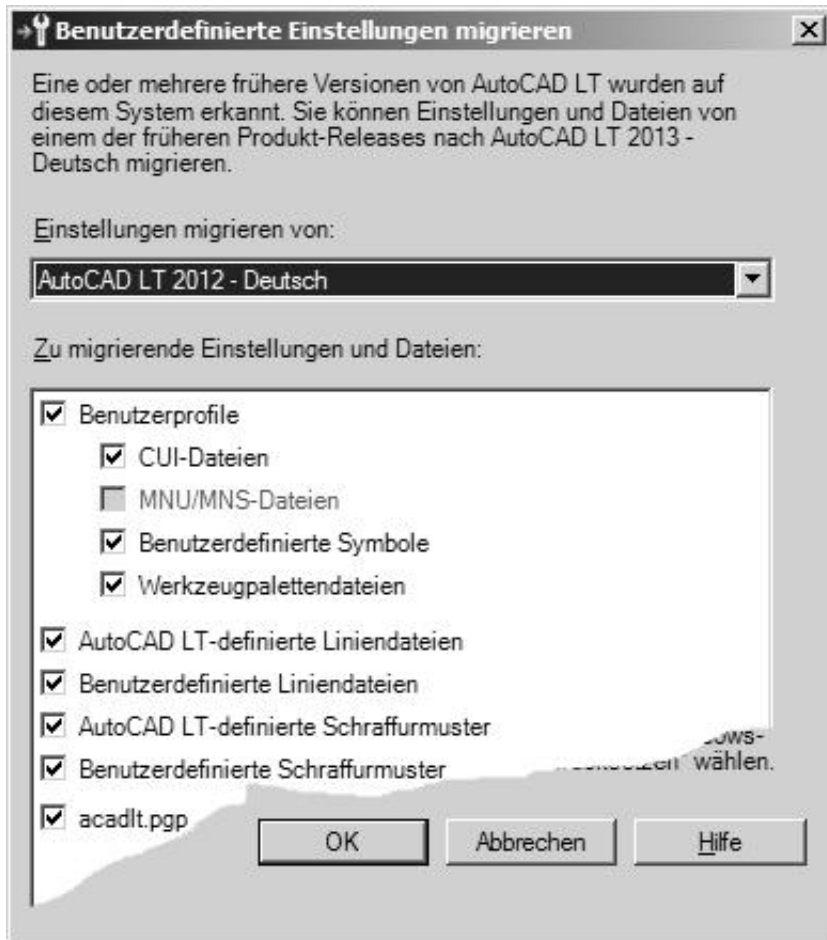 Benutzerdefinierte Einstellungen migrieren
Eine oder mehrere frühere Versionen von AutoCAD LT wurden auf
diesem System erkannt. Sie können Einstellungen und Dateien von
einem der früheren Produkt-Releases nach AutoCAD LT 2013 -
Deutsch migrieren.
Einstellungen migrieren von:
AutoCAD LT 2012 - Deutsch
Zu migrierende Einstellungen und Dateien:
Benutzerprofile
CUI-Dateien
MNU/MNS-Dateien
Benutzerdefinierte Symbole
Werkzeugpalettendateien
AutoCAD LT-definierte Liniendateien
Benutzerdefinierte Liniendateien
AutoCAD LT-definierte Schraffurmuster
Benutzerdefinierte Schraffurmuster
wählen.
acadlt.pgp
OK Abbrechen Hilfe